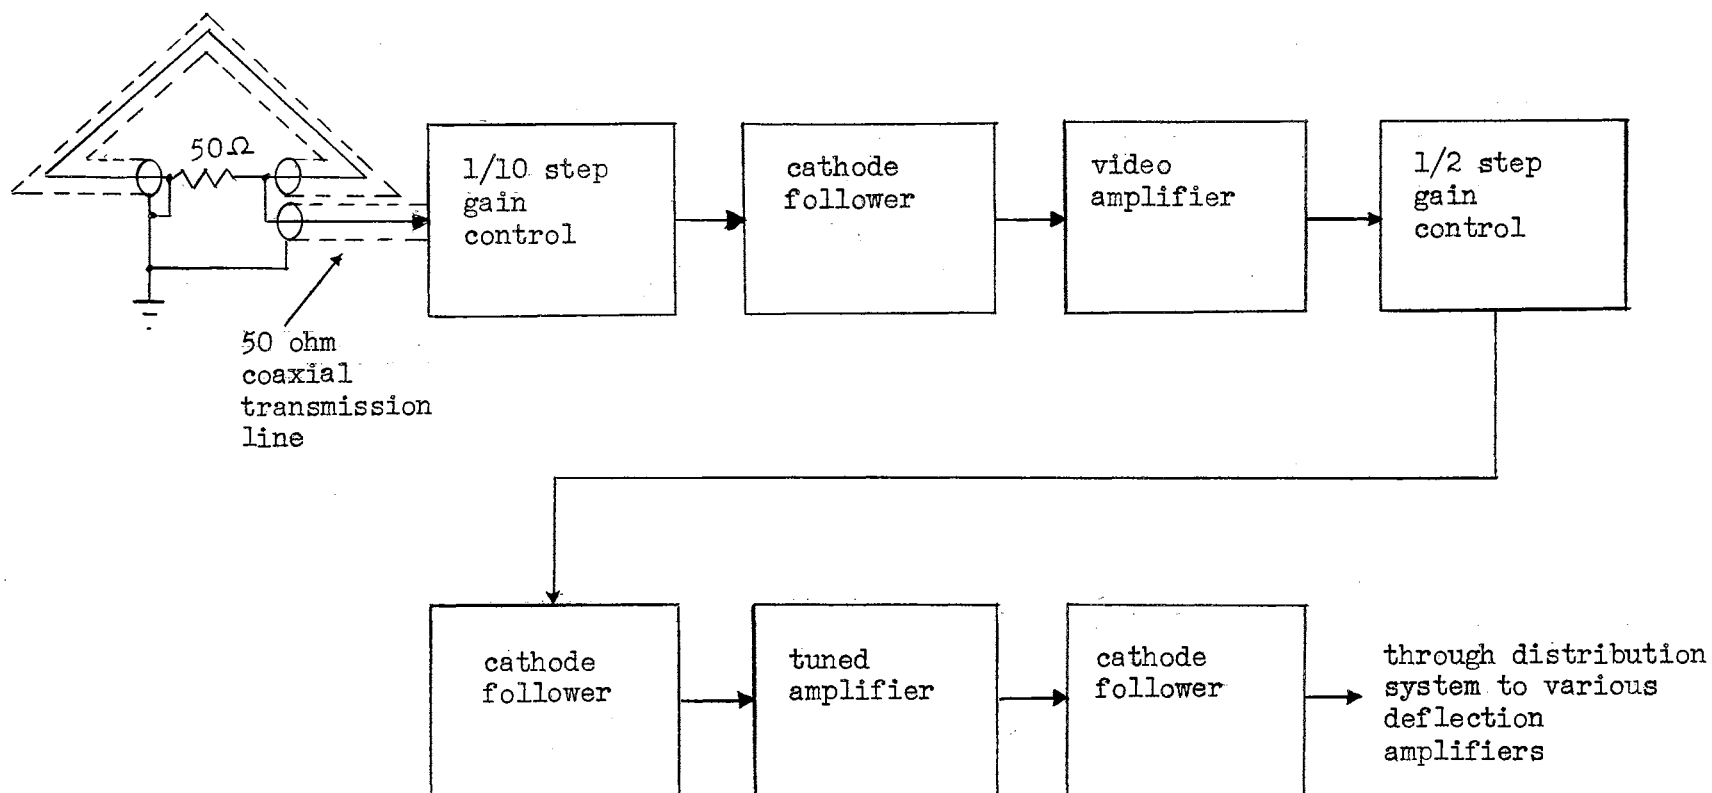 50Ω
1/10 step
gain
control
cathode
follower
video
amplifier
1/2 step
gain
control
50 ohm
coaxial
transmission
line
cathode
follower
tuned
amplifier
cathode
follower
through distribution
system to various
deflection
amplifiers